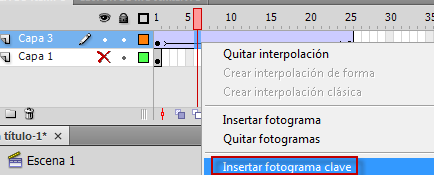 1 5 10 15 20 25 30 35
Capa 3
Capa 1
Quitar interpolación
Crear interpolación de forma
Crear interpolación clásica
Insertar fotograma
Quitar fotogramas
Insertar fotograma clave
título-1*
Escena 1